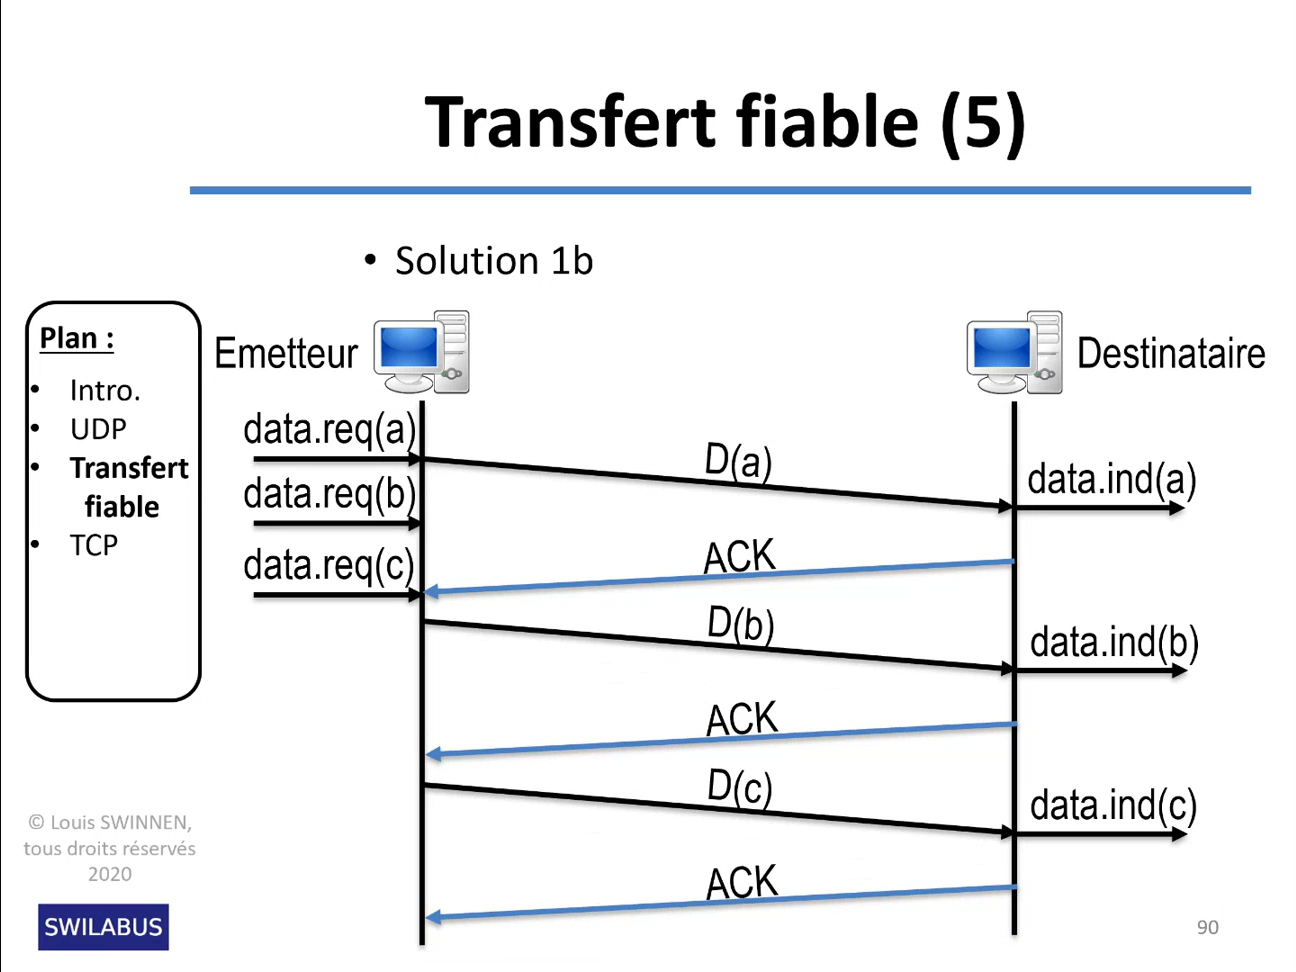 Transfert fiable (5)
• Solution 1b
Plan :
• Intro.
• UDP
• Transfert
fiable
• TCP
Emetteur
Destinataire
data.req(a)
D(a)
data.ind(a)
data.req(b)
ACK
data.req(c)
D(b)
data.ind(b)
ACK
D(c)
data.ind(c)
ACK
© Louis SWINNEN,
tous droits réservés
2020
SWILABUS
90